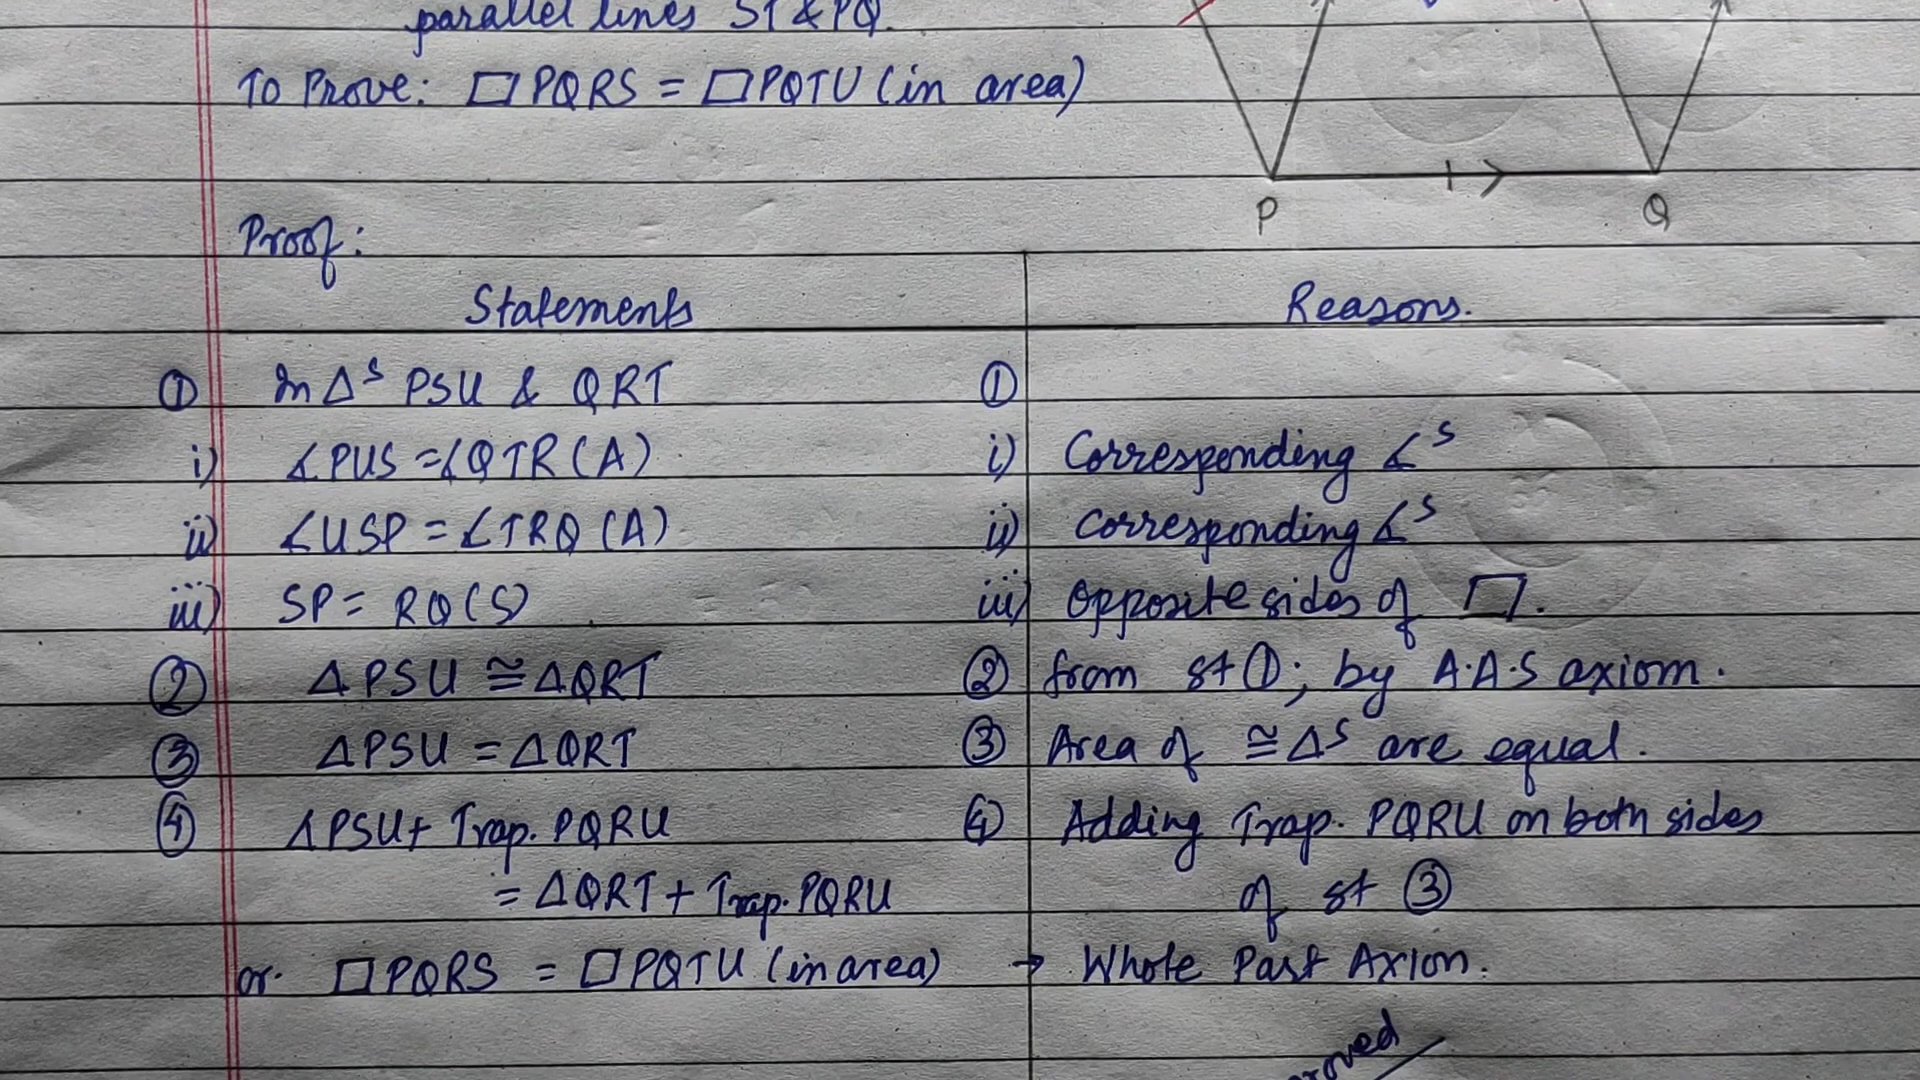 parallel lines ST & PQ.
To Prove: ▱PQRS = ▱PQTU (in area)
P Q
Proof:
Statements Reasons.
① In Δˢ PSU & QRT ①
i) ∡PUS = ∡QTR (A) i) Corresponding ∡ˢ
ii) ∡USP = ∡TRQ (A) ii) Corresponding ∡ˢ
iii) SP = RQ (S) iii) Opposite sides of ▱.
② ΔPSU ≅ ΔQRT ② from st ①; by A.A.S axiom.
③ ΔPSU = ΔQRT ③ Area of ≅ Δˢ are equal.
④ ΔPSU + Trap. PQRU ④ Adding Trap. PQRU on both sides
= ΔQRT + Trap. PQRU of st ③
or. ▱PQRS = ▱PQTU (in area) → Whole Part Axion.
roved